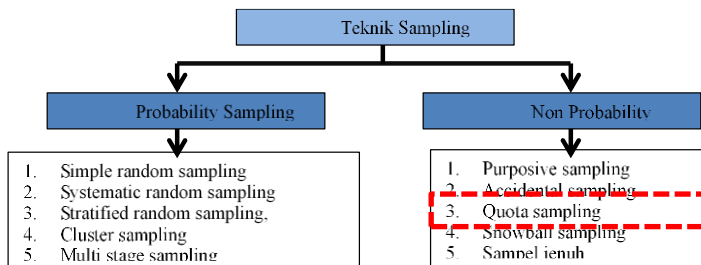 Teknik Sampling
Probability Sampling
Non Probability
1. Simple random sampling
2. Systematic random sampling
3. Stratified random sampling,
4. Cluster sampling
5. Multi stage sampling
1. Purposive sampling
2. Accidental sampling
3. Quota sampling
4. Snowball sampling
5. Sampel jenuh